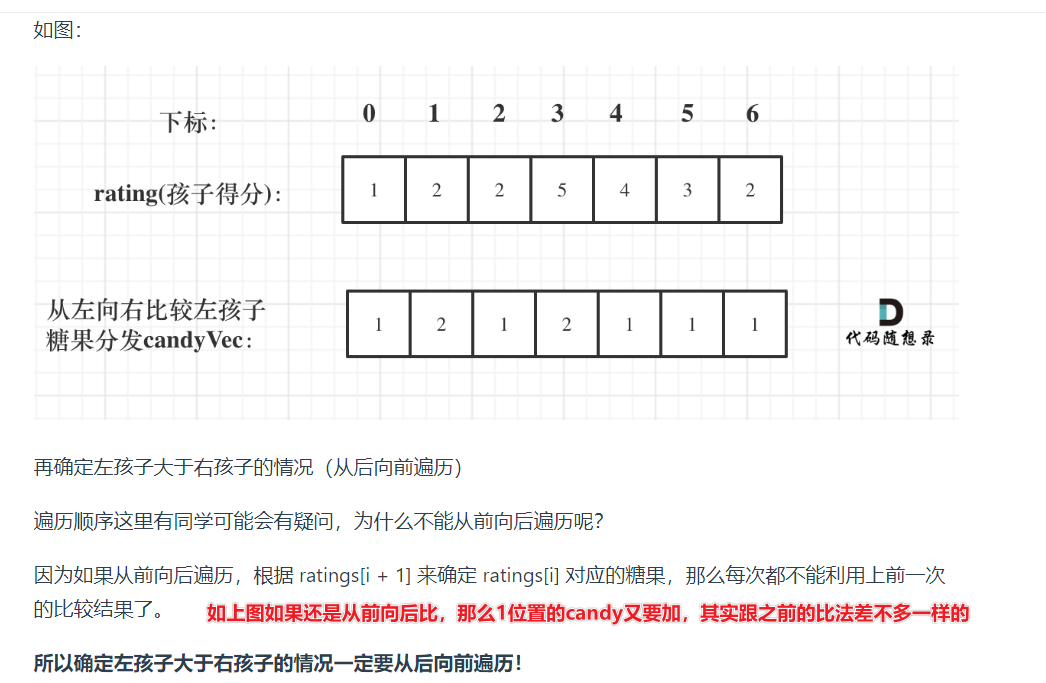 如图：
下标： 0 1 2 3 4 5 6
rating(孩子得分)： 1 2 2 5 4 3 2
从左向右比较左孩子
糖果分发candyVec： 1 2 1 2 1 1 1
代码随想录
再确定左孩子大于右孩子的情况（从后向前遍历）
遍历顺序这里有同学可能会有疑问，为什么不能从前向后遍历呢？
因为如果从前向后遍历，根据 ratings[i + 1] 来确定 ratings[i] 对应的糖果，那么每次都不能利用上前一次
的比较结果了。 如上图如果还是从前向后比，那么1位置的candy又要加，其实跟之前的比法差不多一样的
所以确定左孩子大于右孩子的情况一定要从后向前遍历！